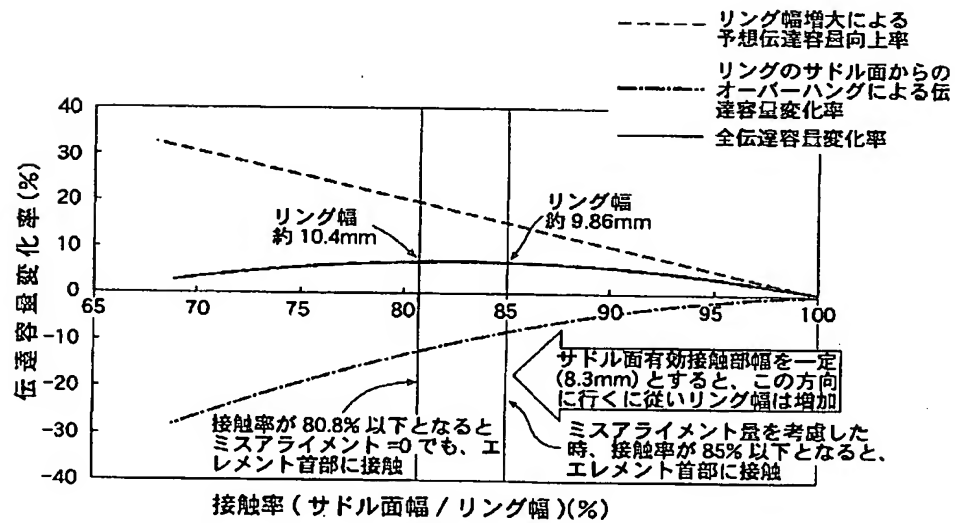 リング幅増大による
予想伝達容量向上率
リングのサドル面からの
オーバーハングによる伝
達容量変化率
全伝達容量変化率
伝達容量変化率(%)
40
30
20
10
0
-10
-20
-30
-40
65
70
75
80
85
90
95
100
リング幅
約10.4mm
リング幅
約9.86mm
サドル面有効接触部幅を一定
(8.3mm)とすると、この方向
に行くに従いリング幅は増加
接触率が80.8%以下となると
ミスアライメント=0でも、エ
レメント首部に接触
ミスアライメント量を考慮した
時、接触率が85%以下となると、
エレメント首部に接触
接触率(サドル面幅/リング幅)(%)